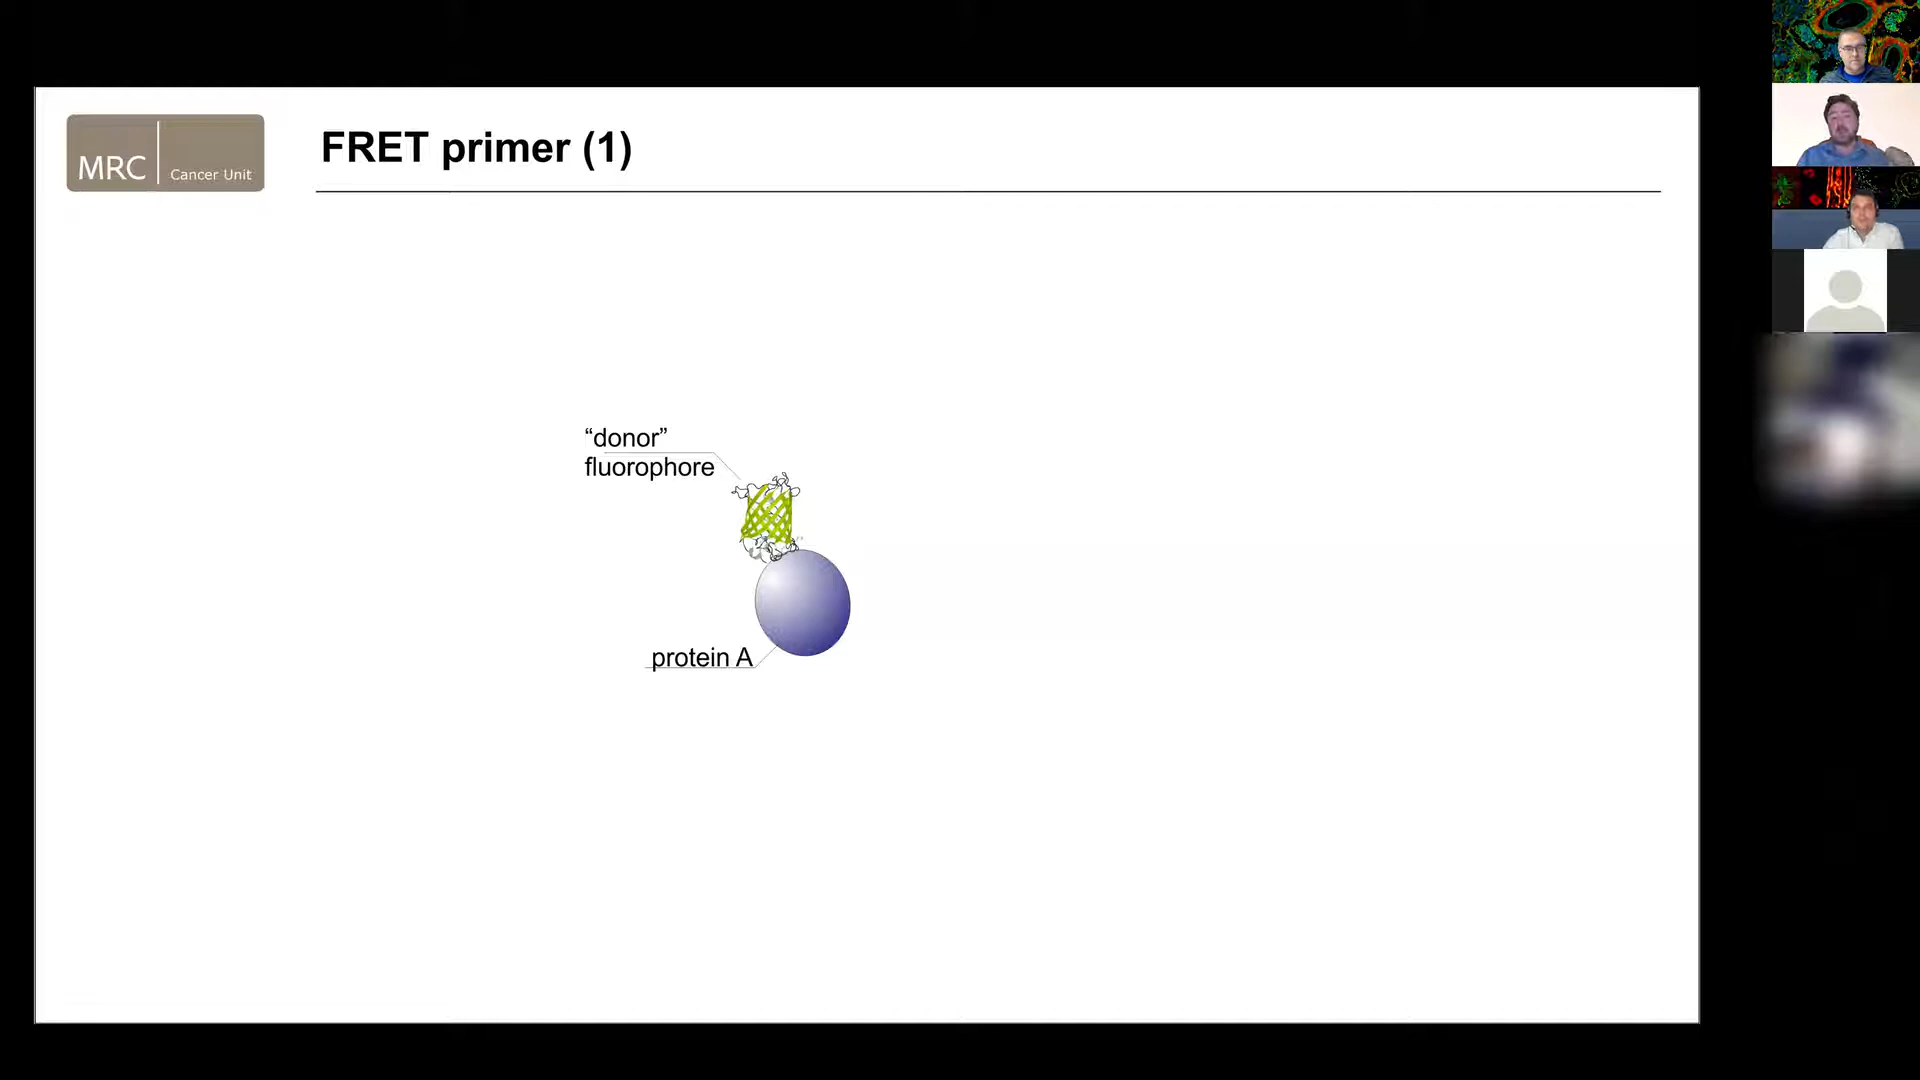 MRC Cancer Unit
FRET primer (1)
“donor”
fluorophore
protein A